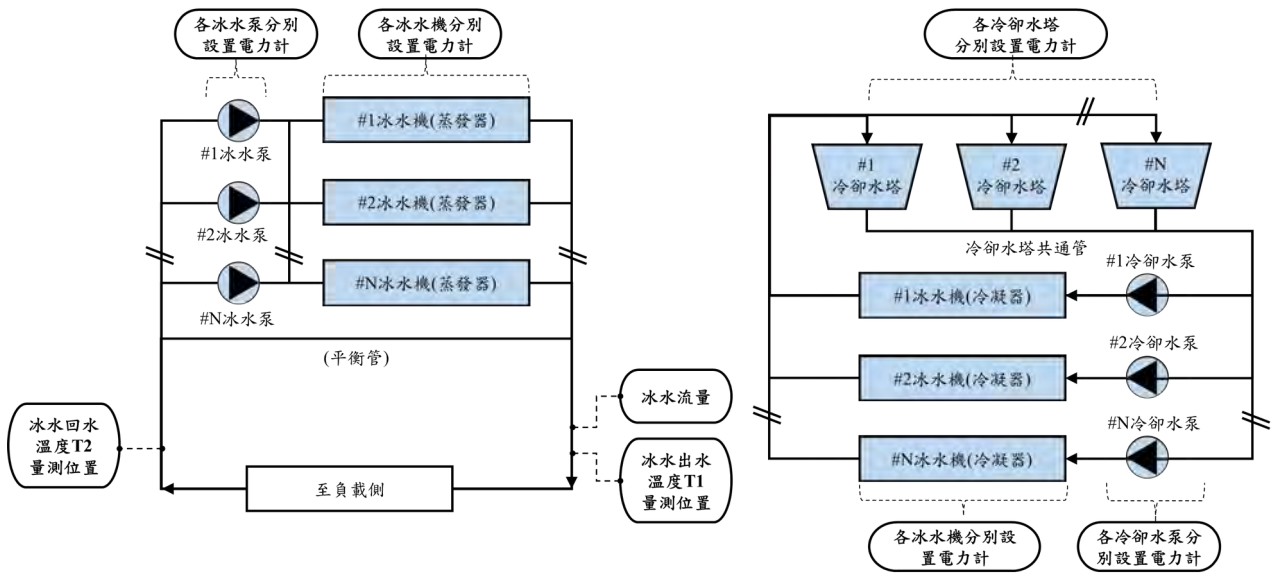 各冰水泵分別
設置電力計
各冰水機分別
設置電力計
#1冰水泵
#1冰水機(蒸發器)
#2冰水泵
#2冰水機(蒸發器)
#N冰水泵
#N冰水機(蒸發器)
(平衡管)
冰水流量
冰水回水
溫度T2
量測位置
冰水出水
溫度T1
量測位置
至負載側
各冷卻水塔
分別設置電力計
#1
冷卻水塔
#2
冷卻水塔
#N
冷卻水塔
冷卻水塔共通管
#1冷卻水泵
#1冰水機(冷凝器)
#2冷卻水泵
#2冰水機(冷凝器)
#N冷卻水泵
#N冰水機(冷凝器)
各冰水機分別設
置電力計
各冷卻水泵分
別設置電力計